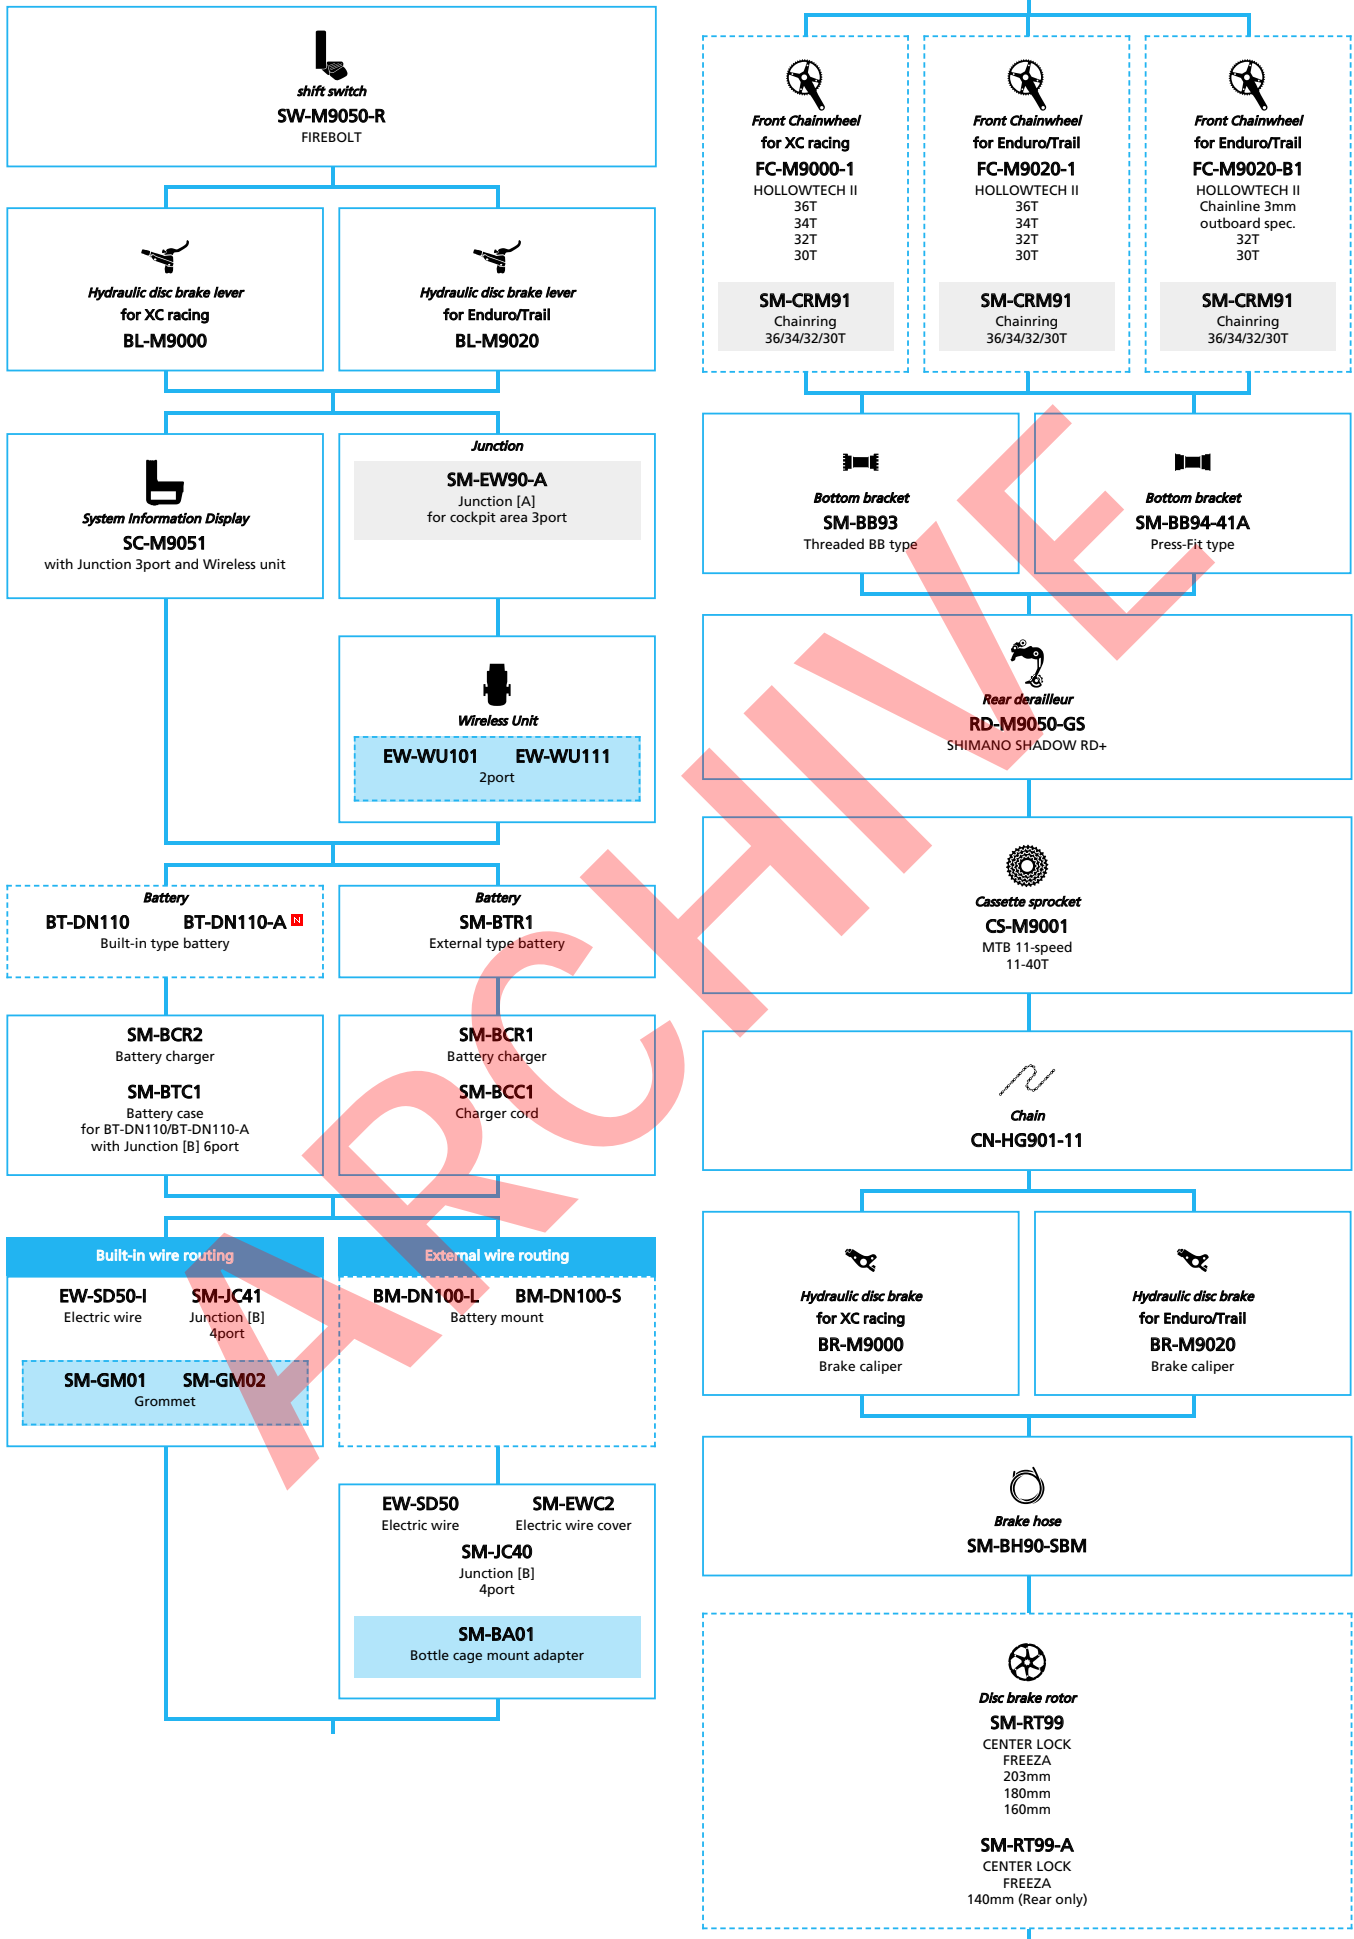 shift switch
SW-M9050-R
FIREBOLT
Hydraulic disc brake lever
for XC racing
BL-M9000
Hydraulic disc brake lever
for Enduro/Trail
BL-M9020
System Information Display
SC-M9051
with Junction 3port and Wireless unit
Junction
SM-EW90-A
Junction [A]
for cockpit area 3port
Wireless Unit
EW-WU101 EW-WU111
2port
Battery
BT-DN110 BT-DN110-A N
Built-in type battery
Battery
SM-BTR1
External type battery
SM-BCR2
Battery charger
SM-BTC1
Battery case
for BT-DN110/BT-DN110-A
with Junction [B] 6port
SM-BCR1
Battery charger
SM-BCC1
Charger cord
Built-in wire routing
EW-SD50-I SM-JC41
Electric wire Junction [B]
4port
SM-GM01 SM-GM02
Grommet
External wire routing
BM-DN100-L BM-DN100-S
Battery mount
EW-SD50 SM-EWC2
Electric wire Electric wire cover
SM-JC40
Junction [B]
4port
SM-BA01
Bottle cage mount adapter
Front Chainwheel
for XC racing
FC-M9000-1
HOLLOWTECH II
36T
34T
32T
30T
SM-CRM91
Chainring
36/34/32/30T
Front Chainwheel
for Enduro/Trail
FC-M9020-1
HOLLOWTECH II
36T
34T
32T
30T
SM-CRM91
Chainring
36/34/32/30T
Front Chainwheel
for Enduro/Trail
FC-M9020-B1
HOLLOWTECH II
Chainline 3mm
outboard spec.
32T
30T
SM-CRM91
Chainring
36/34/32/30T
Bottom bracket
SM-BB93
Threaded BB type
Bottom bracket
SM-BB94-41A
Press-Fit type
Rear derailleur
RD-M9050-GS
SHIMANO SHADOW RD+
Cassette sprocket
CS-M9001
MTB 11-speed
11-40T
Chain
CN-HG901-11
Hydraulic disc brake
for XC racing
BR-M9000
Brake caliper
Hydraulic disc brake
for Enduro/Trail
BR-M9020
Brake caliper
Brake hose
SM-BH90-SBM
Disc brake rotor
SM-RT99
CENTER LOCK
FREEZA
203mm
180mm
160mm
SM-RT99-A
CENTER LOCK
FREEZA
140mm (Rear only)
ARCHIVE